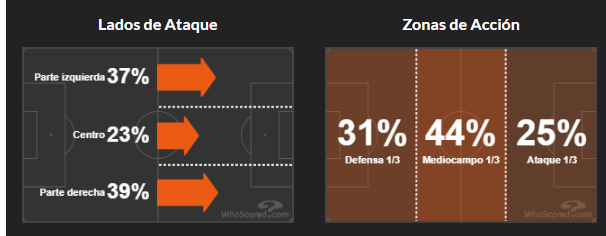 Lados de Ataque
Parte izquierda 37%
Centro 23%
Parte derecha 39%
WhoScored.com
Zonas de Acción
31% 44% 25%
Defensa 1/3 Mediocampo 1/3 Ataque 1/3
WhoScored.com